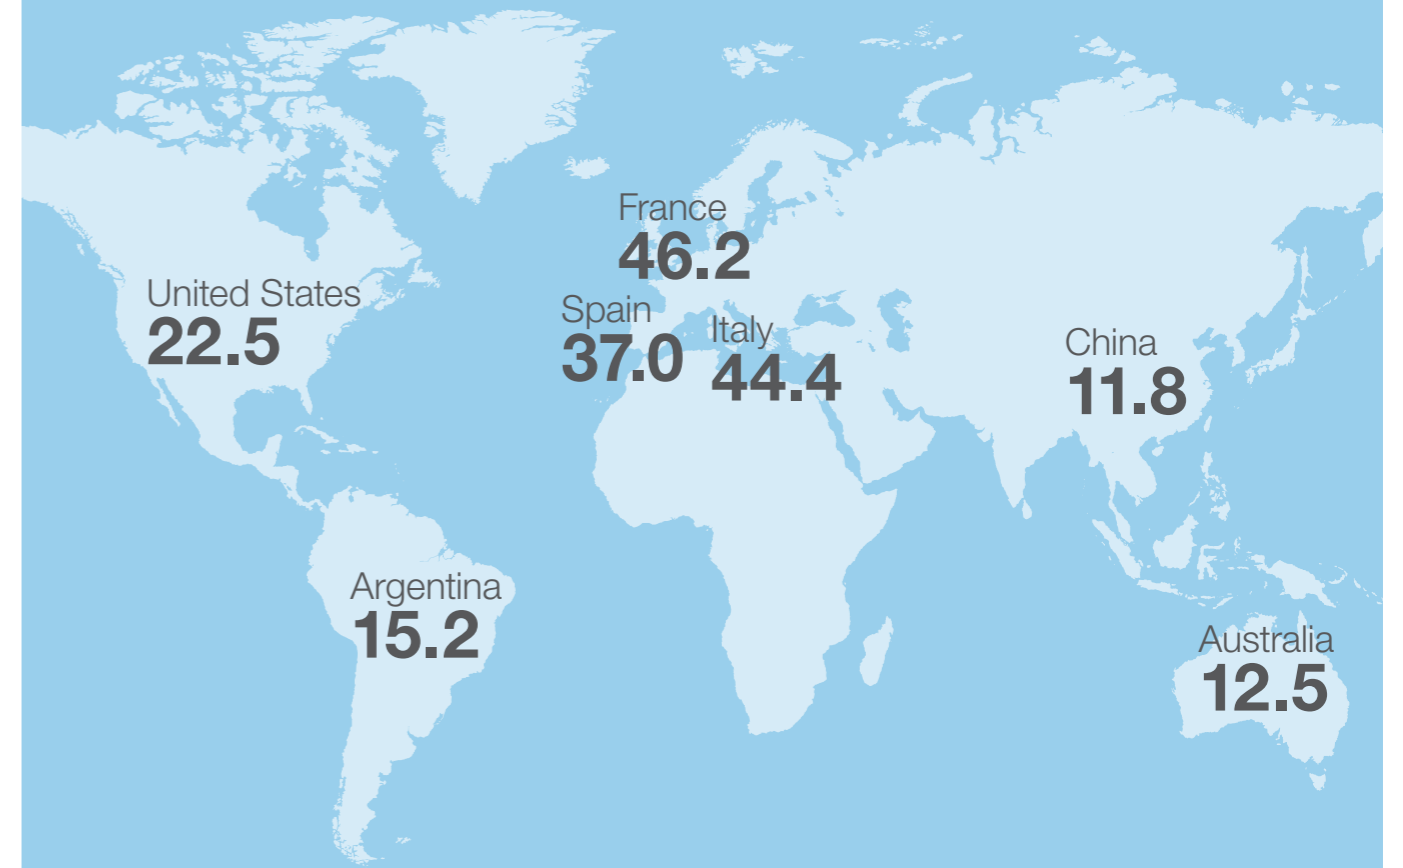 France
46.2
United States
22.5
Spain
37.0
Italy
44.4
China
11.8
Argentina
15.2
Australia
12.5